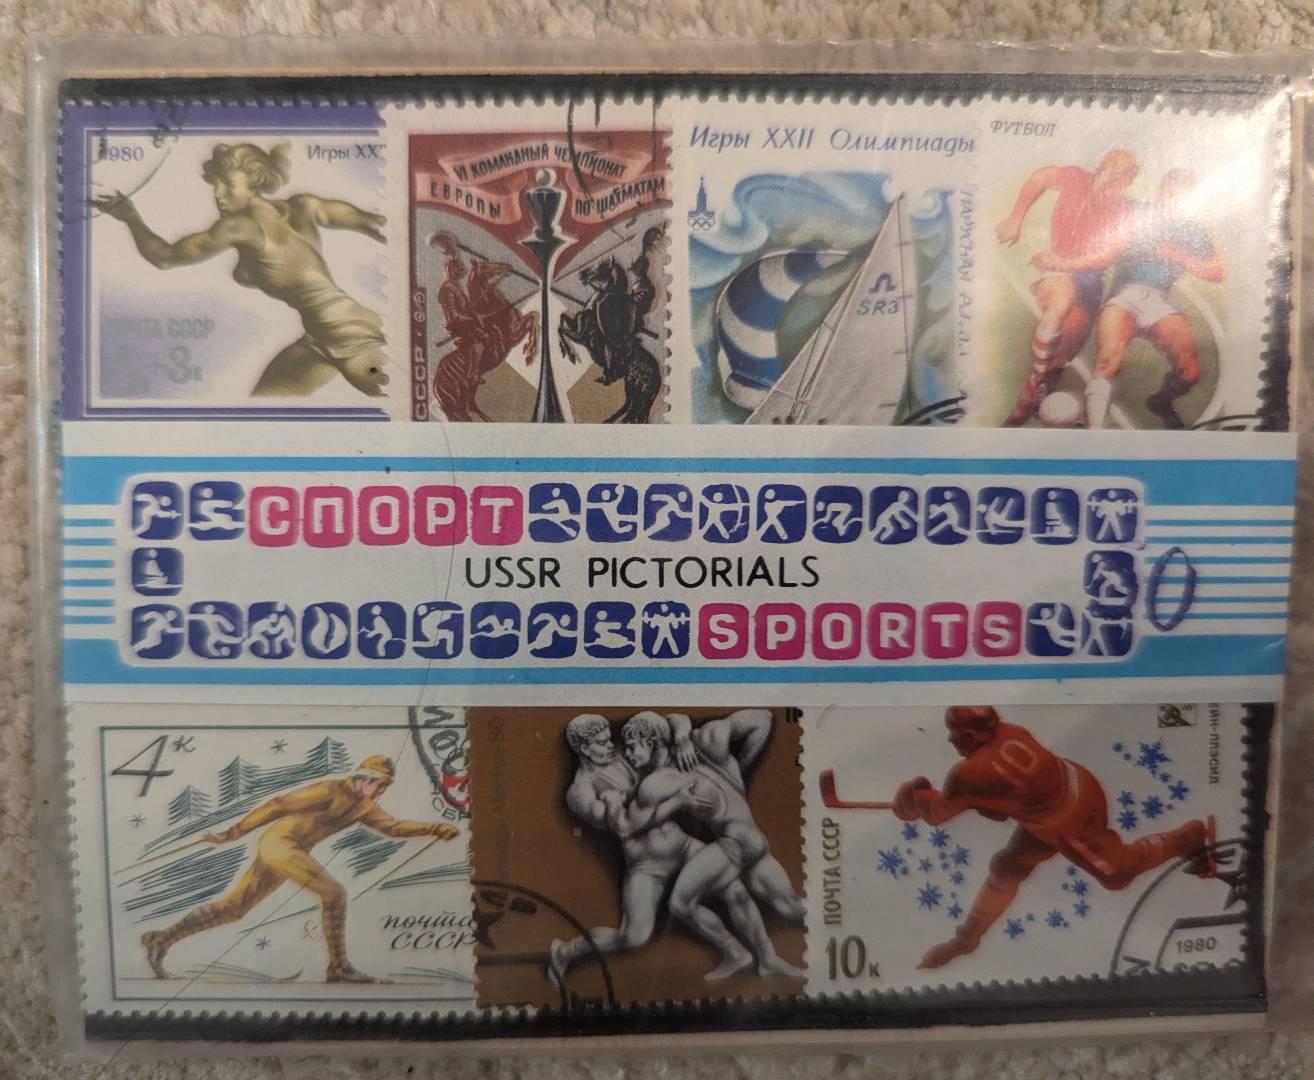 1980
Игры XX
ПОЧТА СССР
+3к
VI КОМАНДНЫЙ ЧЕМПИОНАТ
ЕВРОПЫ
ПО ШАХМАТАМ
СССР
Игры XXII Олимпиады
SR3
ФУТБОЛ
СПОРТ
USSR PICTORIALS
SPORTS
4к
почта
СССР
10
ПОЧТА СССР
10к
1980